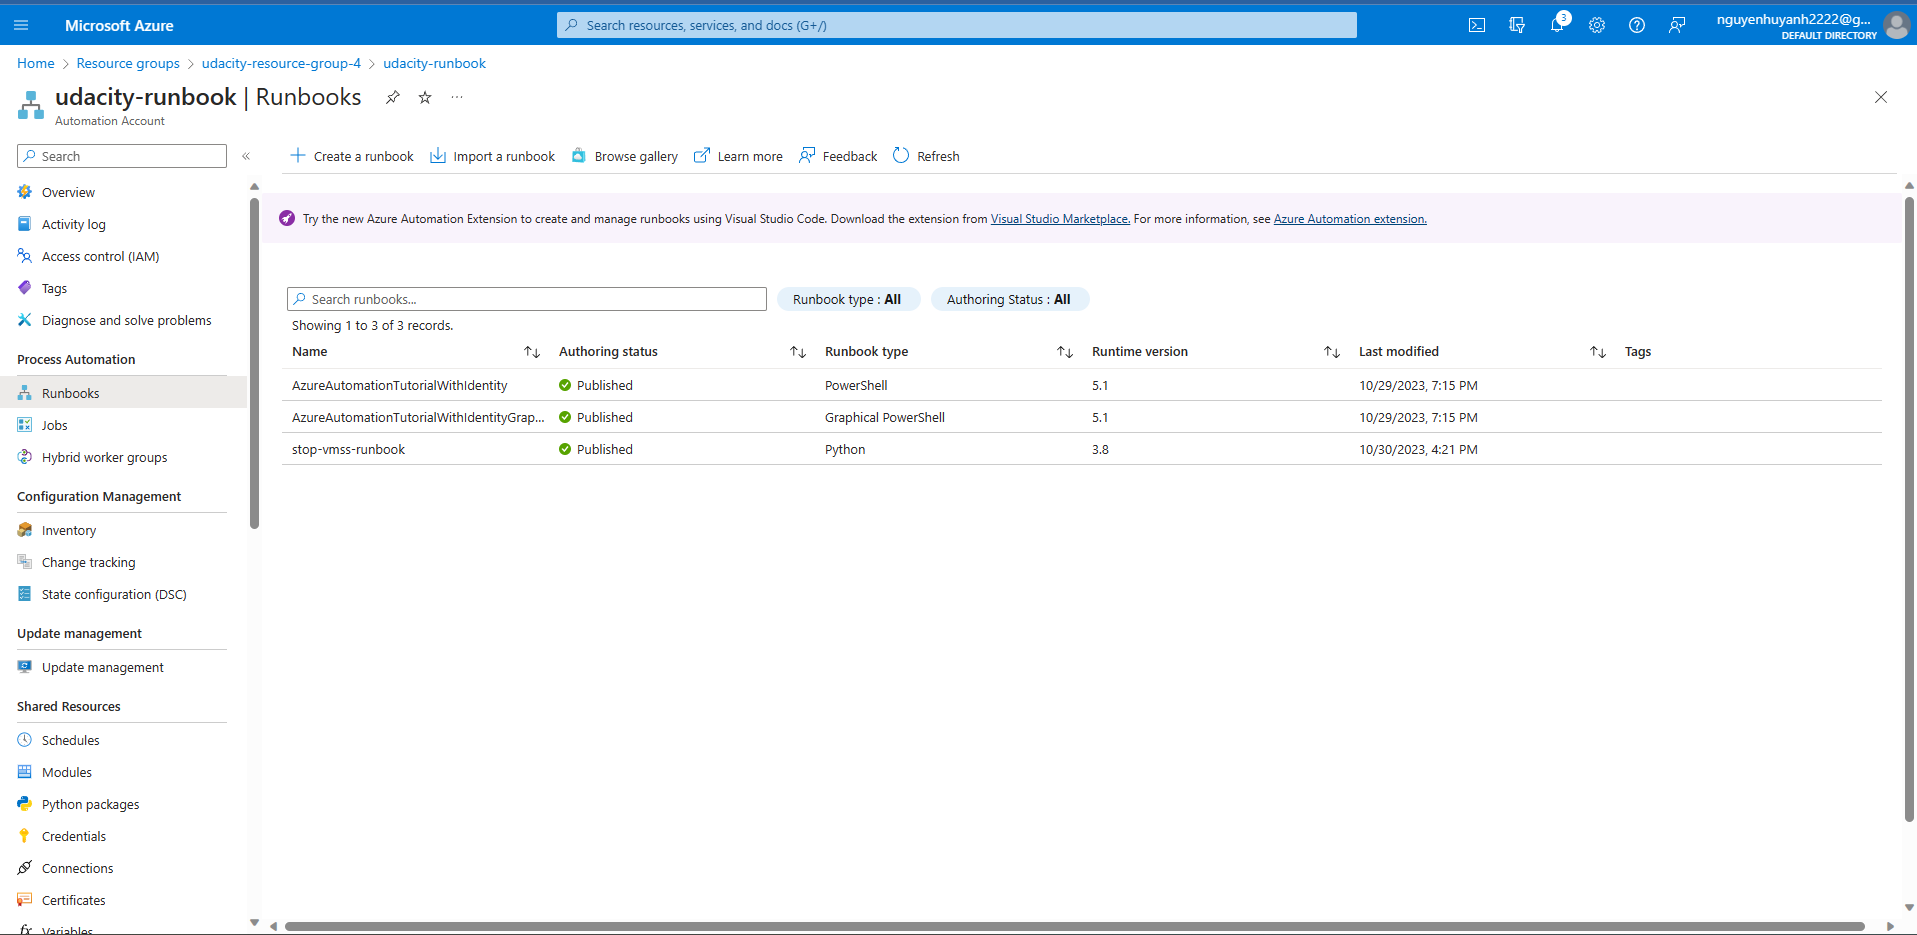 Microsoft Azure
Search resources, services, and docs (G+/)
3
nguyenhuyanh2222@g...
DEFAULT DIRECTORY
Home > Resource groups > udacity-resource-group-4 > udacity-runbook
udacity-runbook | Runbooks ...
Automation Account
Search
«
Create a runbook Import a runbook Browse gallery Learn more Feedback Refresh
Overview
Activity log
Access control (IAM)
Tags
Diagnose and solve problems
Process Automation
Runbooks
Jobs
Hybrid worker groups
Configuration Management
Inventory
Change tracking
State configuration (DSC)
Update management
Update management
Shared Resources
Schedules
Modules
Python packages
Credentials
Connections
Certificates
Variables
Try the new Azure Automation Extension to create and manage runbooks using Visual Studio Code. Download the extension from Visual Studio Marketplace. For more information, see Azure Automation extension.
Search runbooks...
Runbook type : All
Authoring Status : All
Showing 1 to 3 of 3 records.
Name Authoring status Runbook type Runtime version Last modified Tags
AzureAutomationTutorialWithIdentity Published PowerShell 5.1 10/29/2023, 7:15 PM
AzureAutomationTutorialWithIdentityGrap... Published Graphical PowerShell 5.1 10/29/2023, 7:15 PM
stop-vmss-runbook Published Python 3.8 10/30/2023, 4:21 PM